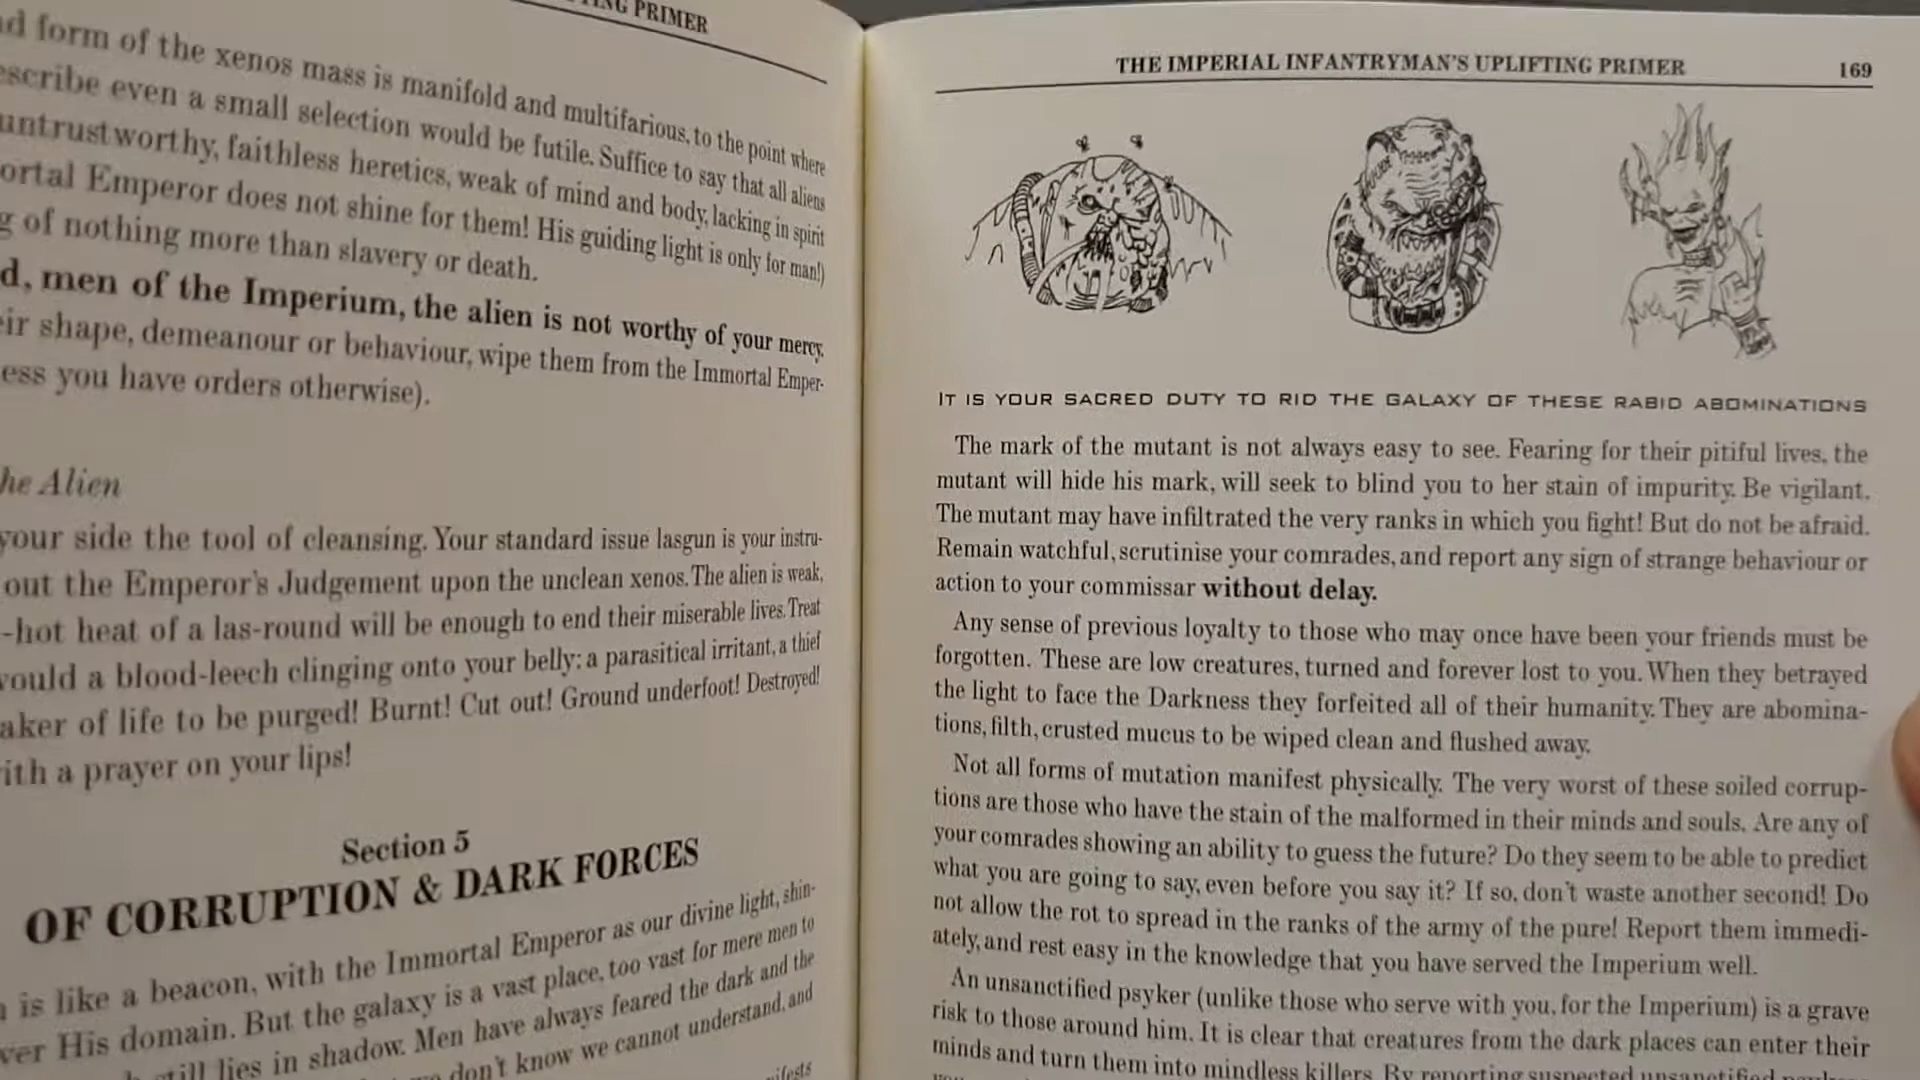 ING PRIMER
d form of the xenos mass is manifold and multifarious, to the point where
escribe even a small selection would be futile. Suffice to say that all aliens
untrustworthy, faithless heretics, weak of mind and body, lacking in spirit
ortal Emperor does not shine for them! His guiding light is only for man!)
g of nothing more than slavery or death.
d, men of the Imperium, the alien is not worthy of your mercy.
eir shape, demeanour or behaviour, wipe them from the Immortal Emper-
ess you have orders otherwise).
he Alien
your side the tool of cleansing. Your standard issue lasgun is your instru-
out the Emperor's Judgement upon the unclean xenos. The alien is weak,
-hot heat of a las-round will be enough to end their miserable lives. Treat
would a blood-leech clinging onto your belly: a parasitical irritant, a thief
aker of life to be purged! Burnt! Cut out! Ground underfoot! Destroyed!
ith a prayer on your lips!
Section 5
OF CORRUPTION & DARK FORCES
is like a beacon, with the Immortal Emperor as our divine light, shin-
ver His domain. But the galaxy is a vast place, too vast for mere men to
still lies in shadow. Men have always feared the dark and the
don't know we cannot understand, and
ifests
THE IMPERIAL INFANTRYMAN'S UPLIFTING PRIMER 169
IT IS YOUR SACRED DUTY TO RID THE GALAXY OF THESE RABID ABOMINATIONS
The mark of the mutant is not always easy to see. Fearing for their pitiful lives, the
mutant will hide his mark, will seek to blind you to her stain of impurity. Be vigilant.
The mutant may have infiltrated the very ranks in which you fight! But do not be afraid.
Remain watchful, scrutinise your comrades, and report any sign of strange behaviour or
action to your commissar without delay.
Any sense of previous loyalty to those who may once have been your friends must be
forgotten. These are low creatures, turned and forever lost to you. When they betrayed
the light to face the Darkness they forfeited all of their humanity. They are abomina-
tions, filth, crusted mucus to be wiped clean and flushed away.
Not all forms of mutation manifest physically. The very worst of these soiled corrup-
tions are those who have the stain of the malformed in their minds and souls. Are any of
your comrades showing an ability to guess the future? Do they seem to be able to predict
what you are going to say, even before you say it? If so, don't waste another second! Do
not allow the rot to spread in the ranks of the army of the pure! Report them immedi-
ately, and rest easy in the knowledge that you have served the Imperium well.
An unsanctified psyker (unlike those who serve with you, for the Imperium) is a grave
risk to those around him. It is clear that creatures from the dark places can enter their
minds and turn them into mindless killers. By reporting suspected unsanctified